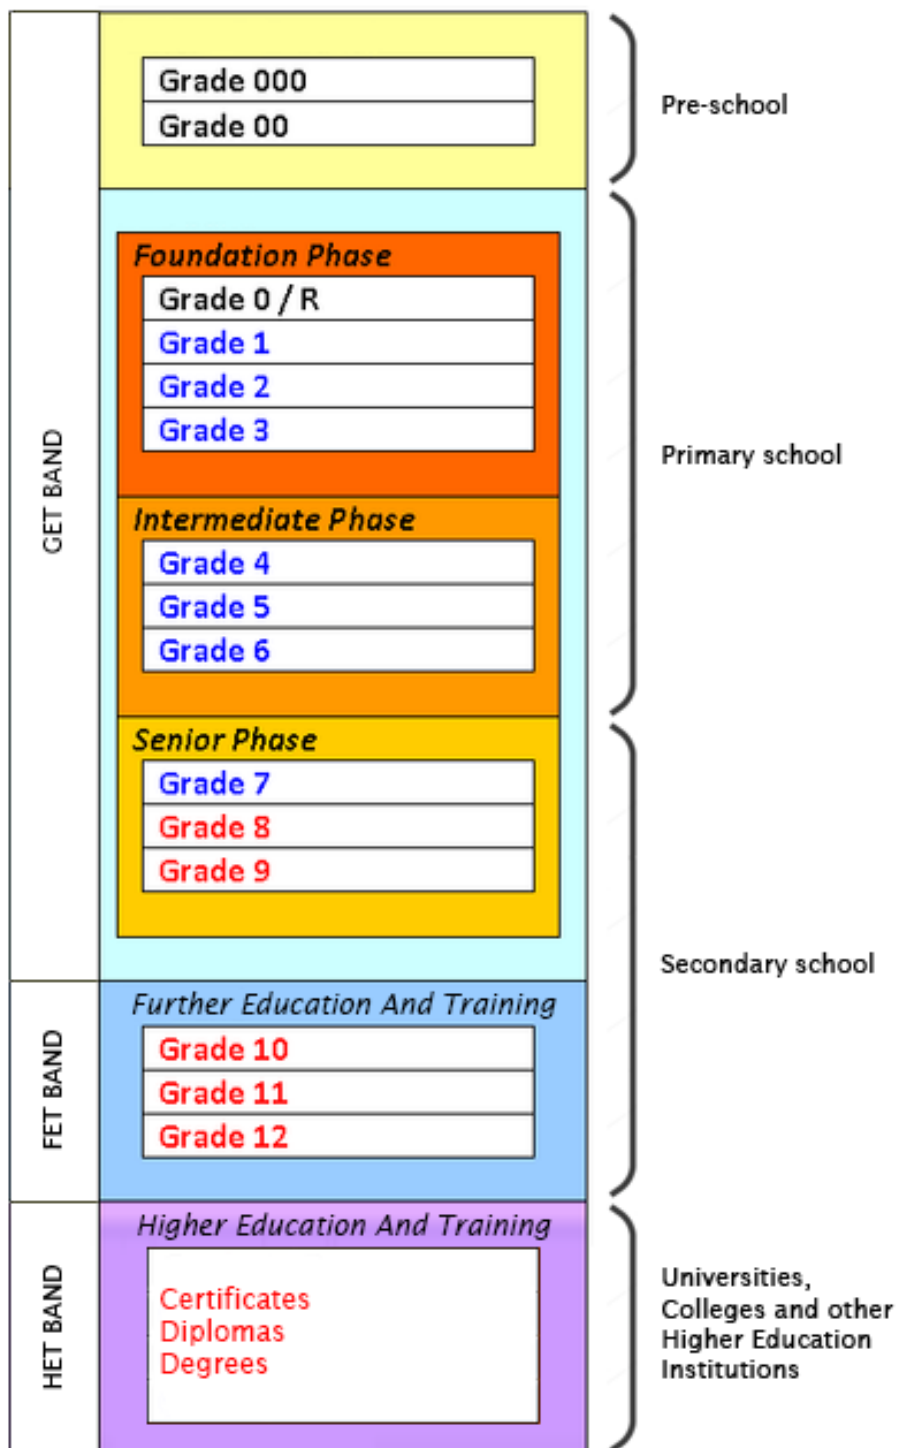 Grade 000
Grade 00
Pre-school
GET BAND
Foundation Phase
Grade 0 / R
Grade 1
Grade 2
Grade 3
Primary school
Intermediate Phase
Grade 4
Grade 5
Grade 6
Senior Phase
Grade 7
Grade 8
Grade 9
Secondary school
FET BAND
Further Education And Training
Grade 10
Grade 11
Grade 12
HET BAND
Higher Education And Training
Certificates
Diplomas
Degrees
Universities,
Colleges and other
Higher Education
Institutions